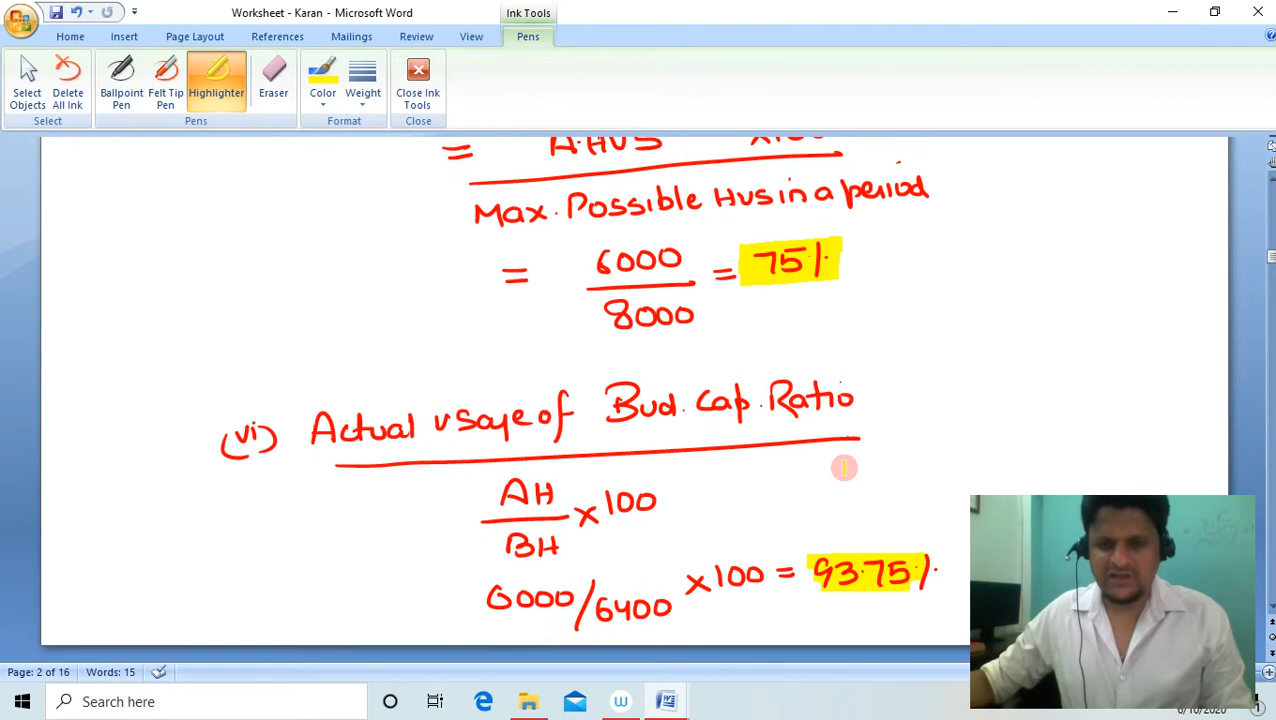 Worksheet - Karan - Microsoft Word
Ink Tools
Home Insert Page Layout References Mailings Review View Pens
Select Objects
Delete All Ink
Ballpoint Pen
Felt Tip Pen
Highlighter
Eraser
Color
Weight
Close Ink Tools
Select Pens Format Close
=
Max. Possible Hrs in a period
= 6000 = 75%
8000
(vi) Actual usage of Bud. Cap. Ratio
AH x 100
BH
6000/6400 x 100 = 93.75%
Page: 2 of 16 Words: 15
Search here
6/10/2020